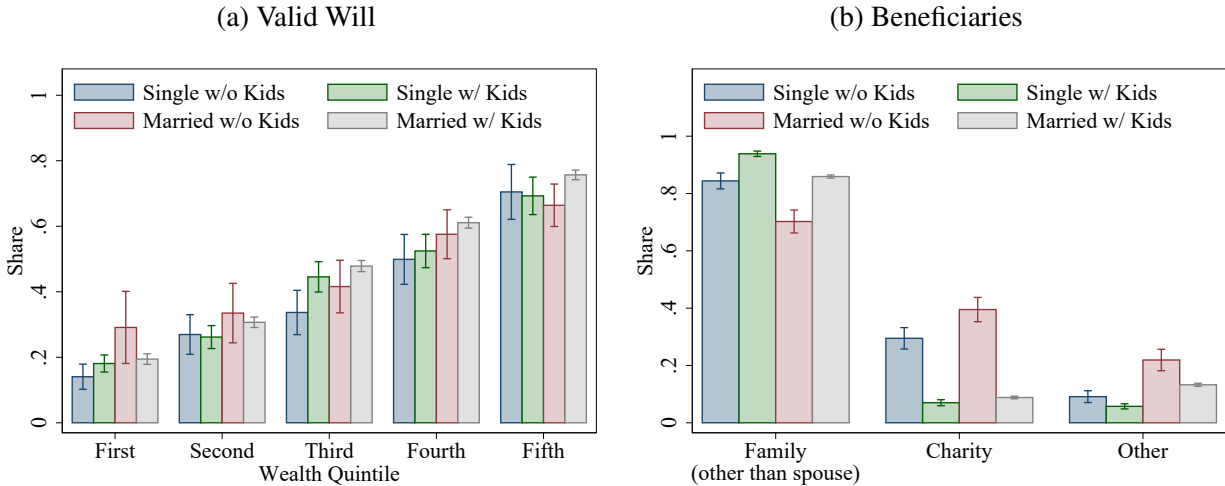 (a) Valid Will
Single w/o Kids
Single w/ Kids
Married w/o Kids
Married w/ Kids
Share
1
.8
.6
.4
.2
0
First
Second
Third
Fourth
Fifth
Wealth Quintile
(b) Beneficiaries
Single w/o Kids
Single w/ Kids
Married w/o Kids
Married w/ Kids
Share
1
.8
.6
.4
.2
0
Family
(other than spouse)
Charity
Other